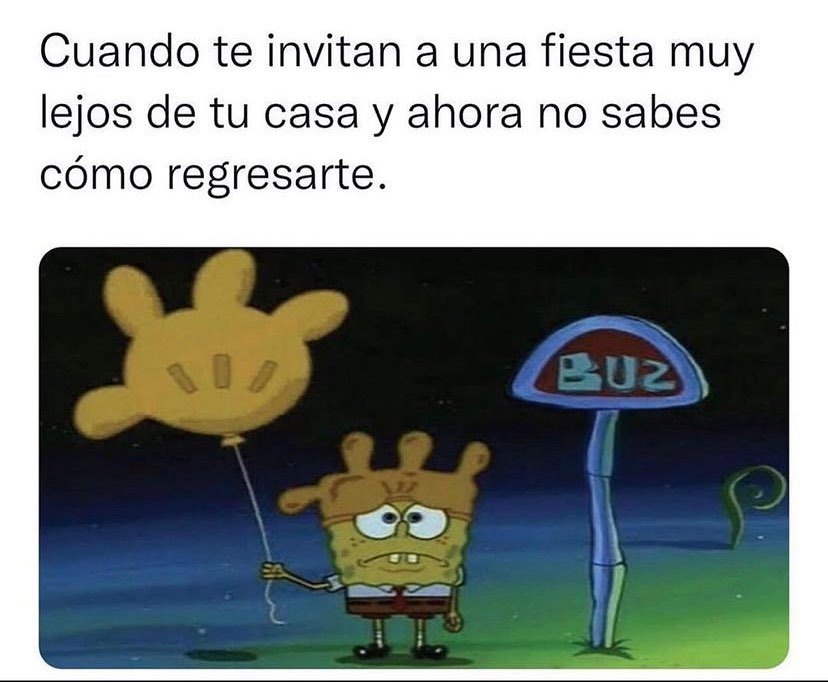 Cuando te invitan a una fiesta muy
lejos de tu casa y ahora no sabes
cómo regresarte.
BUZ